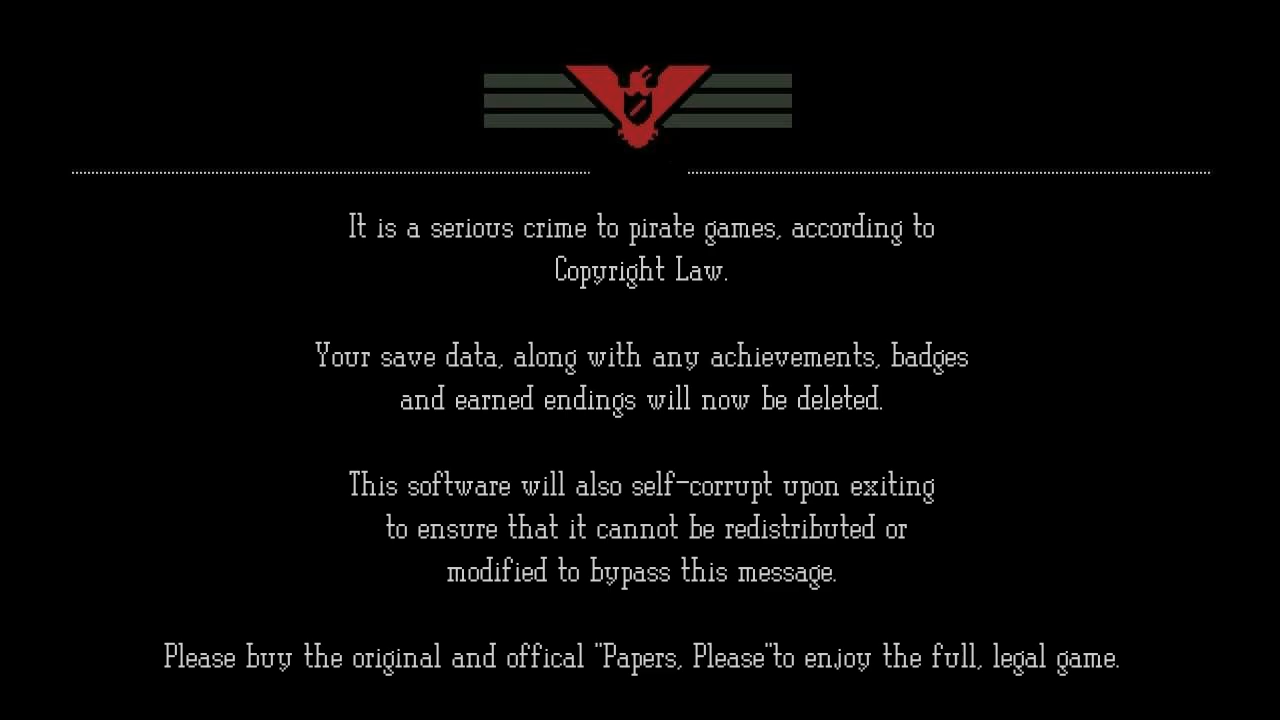 It is a serious crime to pirate games, according to
Copyright Law.
Your save data, along with any achievements, badges
and earned endings will now be deleted.
This software will also self-corrupt upon exiting
to ensure that it cannot be redistributed or
modified to bypass this message.
Please buy the original and offical "Papers, Please"to enjoy the full, legal game.